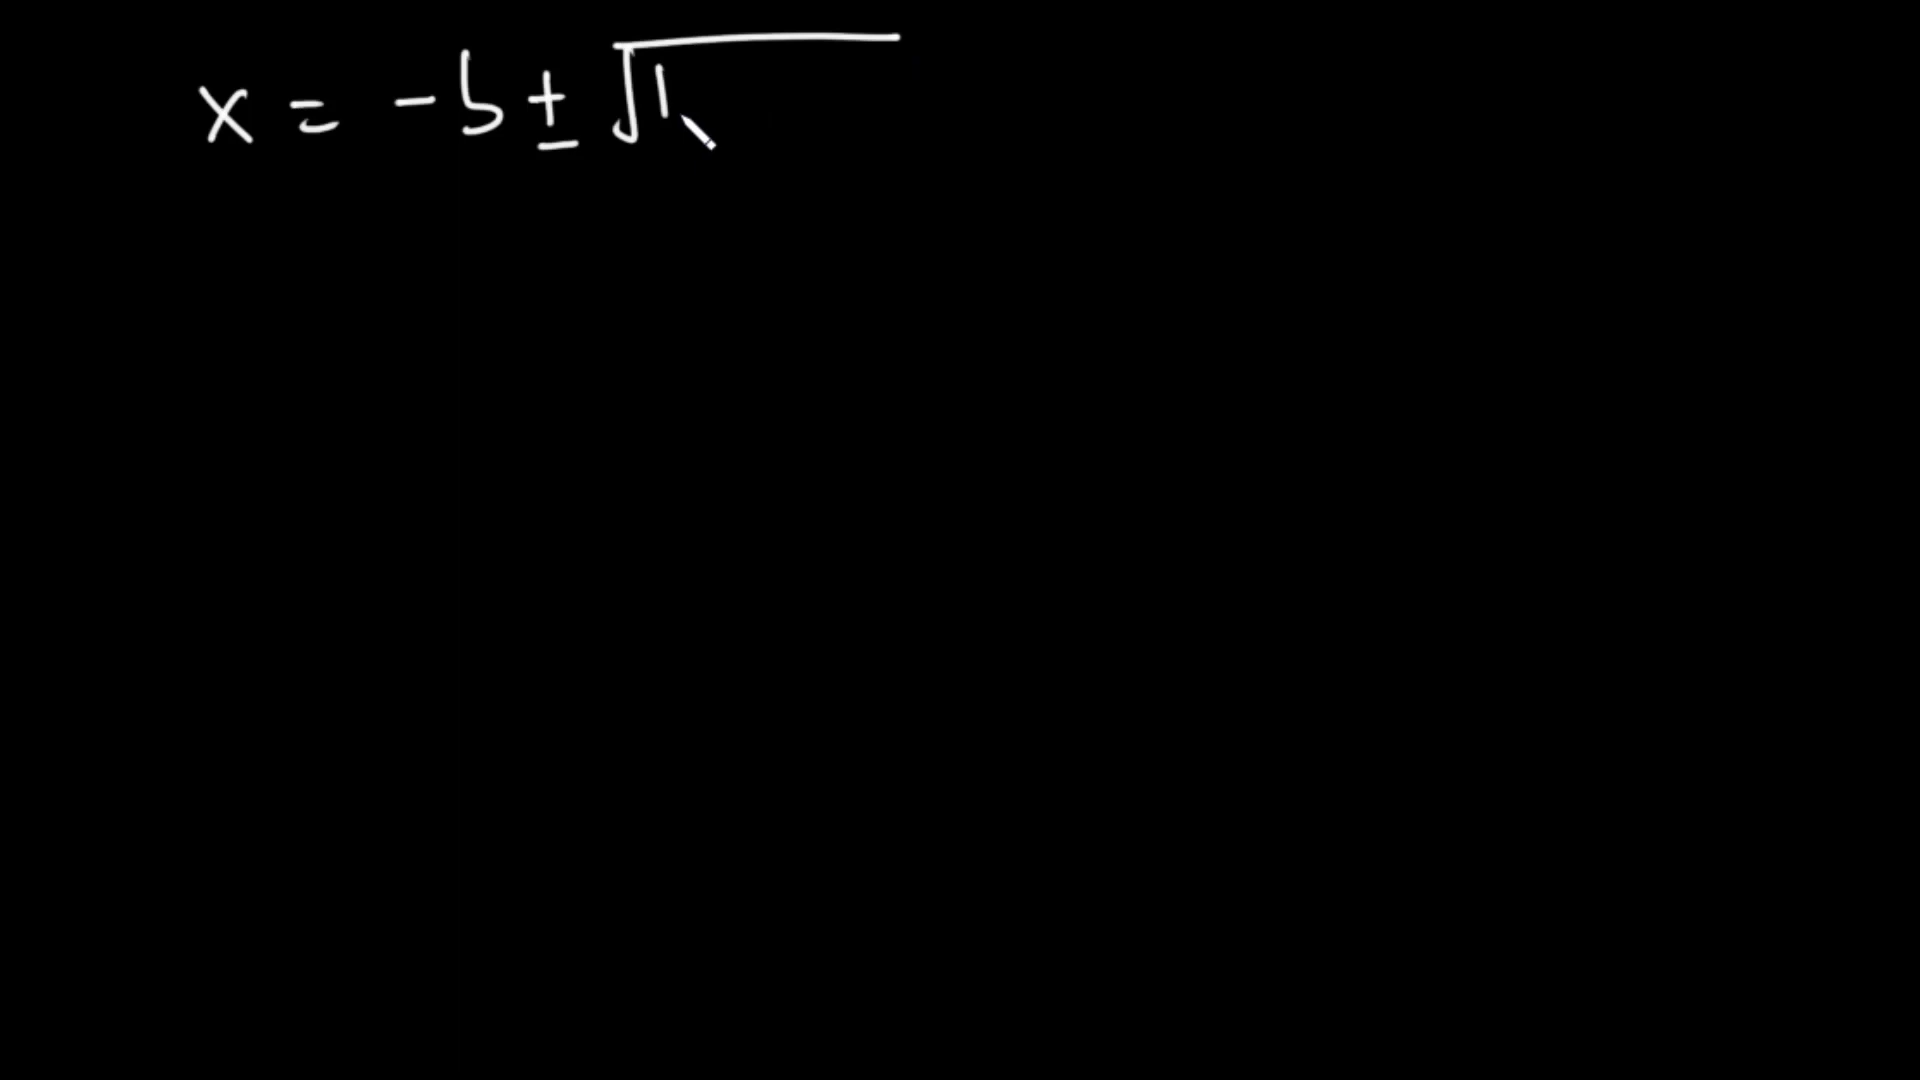 x = -b ± √